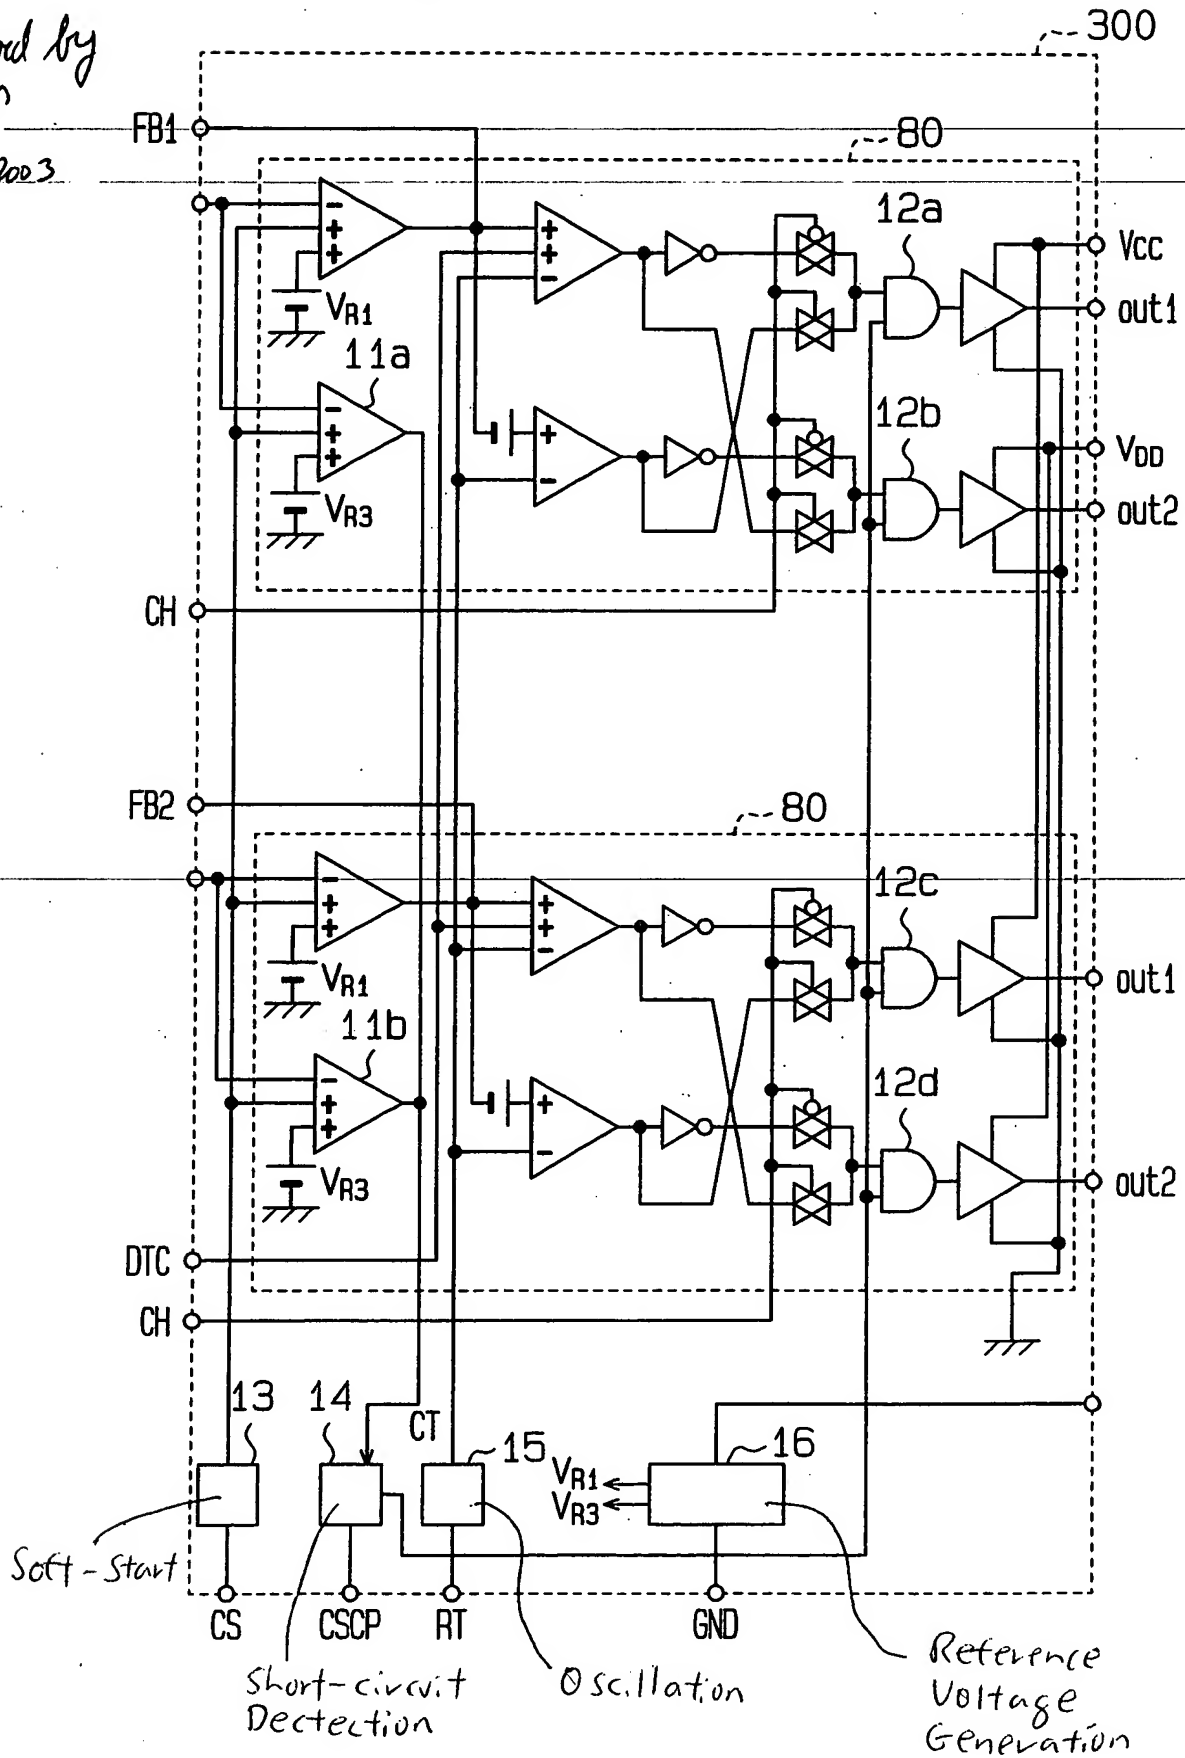 by
300
FB1
80
2003
12a
VCC
VR1
out1
11a
12b
VDD
VR3
out2
CH
FB2
80
12c
VR1
out1
11b
12d
VR3
out2
DTC
CH
13
14
CT
15
16
VR1
VR3
Soft-Start
CS
CSCP
RT
GND
Short-circuit
Dectection
Oscillation
Reference
Voltage
Generation